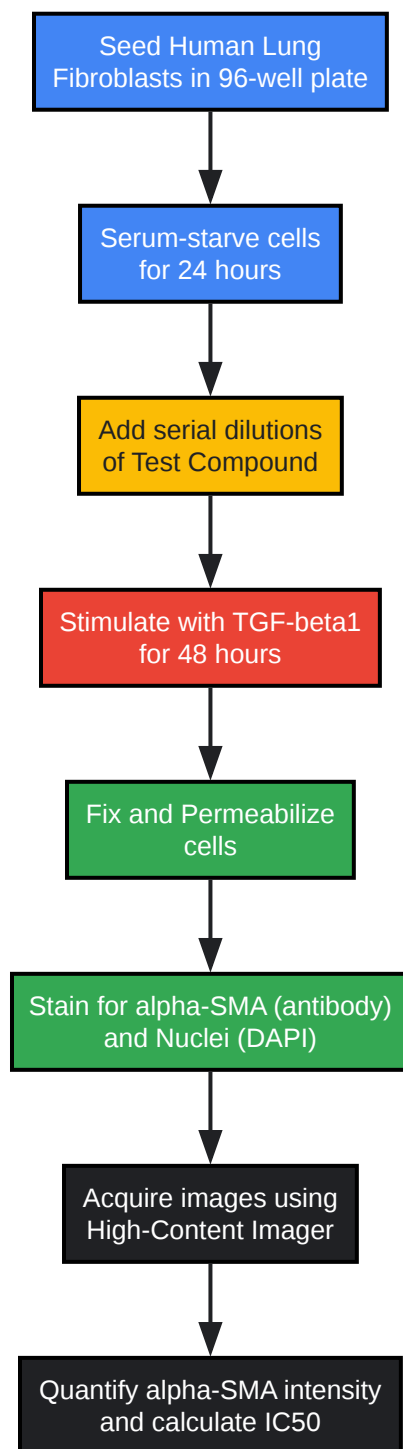 Seed Human Lung
Fibroblasts in 96-well plate
Serum-starve cells
for 24 hours
Add serial dilutions
of Test Compound
Stimulate with TGF-beta1
for 48 hours
Fix and Permeabilize
cells
Stain for alpha-SMA (antibody)
and Nuclei (DAPI)
Acquire images using
High-Content Imager
Quantify alpha-SMA intensity
and calculate IC50